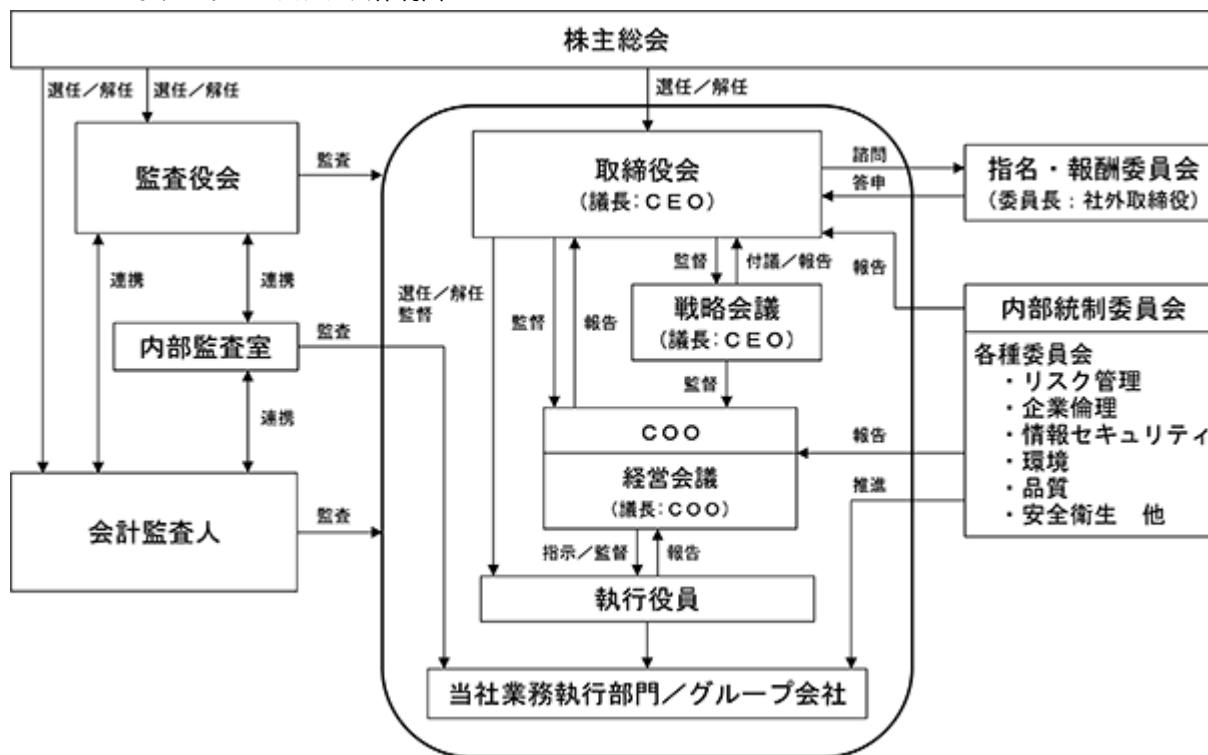 株主総会
選任／解任
選任／解任
選任／解任
監査役会
監査
取締役会
（議長：ＣＥＯ）
諮問
答申
指名・報酬委員会
（委員長：社外取締役）
連携
連携
選任／解任
監督
監督
報告
監督
付議／報告
報告
戦略会議
（議長：ＣＥＯ）
内部統制委員会
各種委員会
・リスク管理
・企業倫理
・情報セキュリティ
・環境
・品質
・安全衛生　他
内部監査室
監査
監督
連携
ＣＯＯ
経営会議
（議長：ＣＯＯ）
報告
推進
会計監査人
監査
指示／監督
報告
執行役員
当社業務執行部門／グループ会社